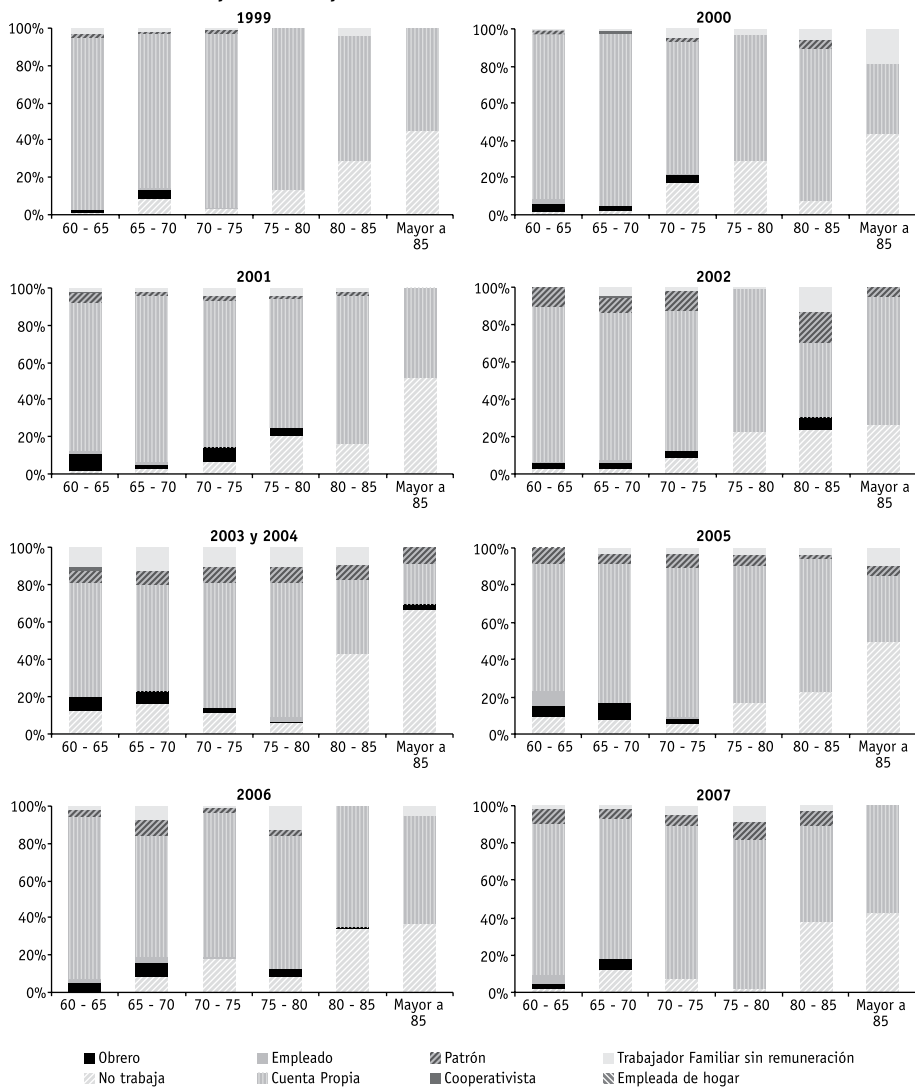 1999
100%
80%
60%
40%
20%
0%
60 - 65
65 - 70
70 - 75
75 - 80
80 - 85
Mayor a
85
2000
100%
80%
60%
40%
20%
0%
60 - 65
65 - 70
70 - 75
75 - 80
80 - 85
Mayor a
85
2001
100%
80%
60%
40%
20%
0%
60 - 65
65 - 70
70 - 75
75 - 80
80 - 85
Mayor a
85
2002
100%
80%
60%
40%
20%
0%
60 - 65
65 - 70
70 - 75
75 - 80
80 - 85
Mayor a
85
2003 y 2004
100%
80%
60%
40%
20%
0%
60 - 65
65 - 70
70 - 75
75 - 80
80 - 85
Mayor a
85
2005
100%
80%
60%
40%
20%
0%
60 - 65
65 - 70
70 - 75
75 - 80
80 - 85
Mayor a
85
2006
100%
80%
60%
40%
20%
0%
60 - 65
65 - 70
70 - 75
75 - 80
80 - 85
Mayor a
85
2007
100%
80%
60%
40%
20%
0%
60 - 65
65 - 70
70 - 75
75 - 80
80 - 85
Mayor a
85
Obrero Empleado Patrón Trabajador Familiar sin remuneración
No trabaja Cuenta Propia Cooperativista Empleada de hogar